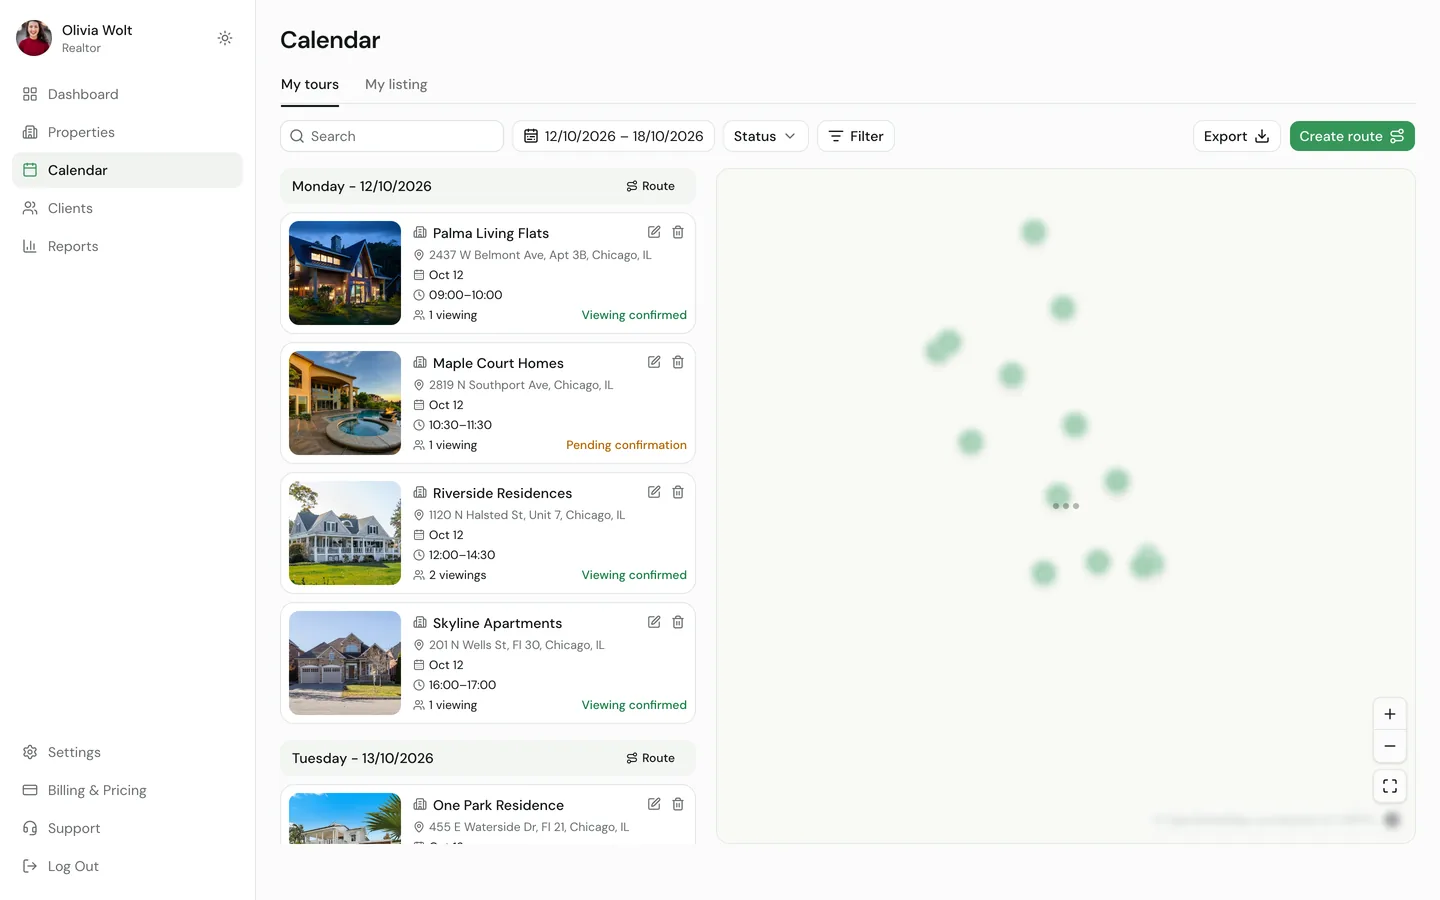 Olivia Wolt
Realtor
Dashboard
Properties
Calendar
Clients
Reports
Settings
Billing & Pricing
Support
Log Out
Calendar
My tours
My listing
Search
12/10/2026 – 18/10/2026
Status
Filter
Export
Create route
Monday - 12/10/2026
Route
Palma Living Flats
2437 W Belmont Ave, Apt 3B, Chicago, IL
Oct 12
09:00–10:00
1 viewing
Viewing confirmed
Maple Court Homes
2819 N Southport Ave, Chicago, IL
Oct 12
10:30–11:30
1 viewing
Pending confirmation
Riverside Residences
1120 N Halsted St, Unit 7, Chicago, IL
Oct 12
12:00–14:30
2 viewings
Viewing confirmed
Skyline Apartments
201 N Wells St, Fl 30, Chicago, IL
Oct 12
16:00–17:00
1 viewing
Viewing confirmed
Tuesday - 13/10/2026
Route
One Park Residence
455 E Waterside Dr, Fl 21, Chicago, IL